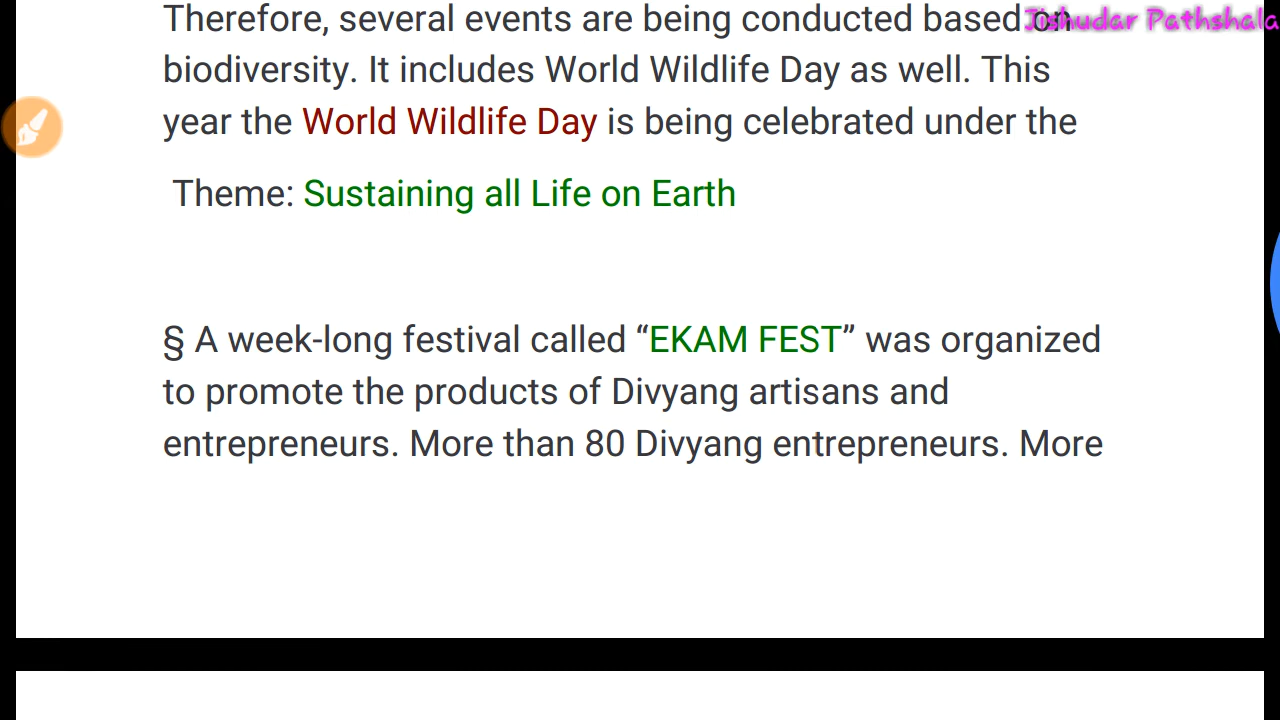 Therefore, several events are being conducted based on
Jishudar Pathshala
biodiversity. It includes World Wildlife Day as well. This
year the World Wildlife Day is being celebrated under the
Theme: Sustaining all Life on Earth
§ A week-long festival called “EKAM FEST” was organized
to promote the products of Divyang artisans and
entrepreneurs. More than 80 Divyang entrepreneurs. More